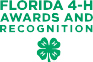 FLORIDA 4-H
AWARDS AND
RECOGNITION